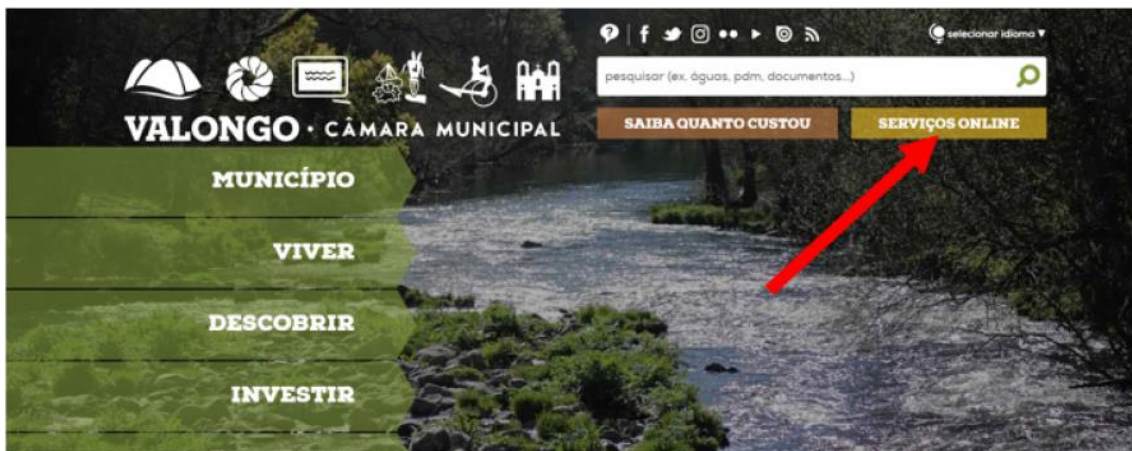 selecionar idioma
pesquisar (ex. águas, pdm, documentos...)
VALONGO · CÂMARA MUNICIPAL
SAIBA QUANTO CUSTOU
SERVIÇOS ONLINE
MUNICÍPIO
VIVER
DESCOBRIR
INVESTIR